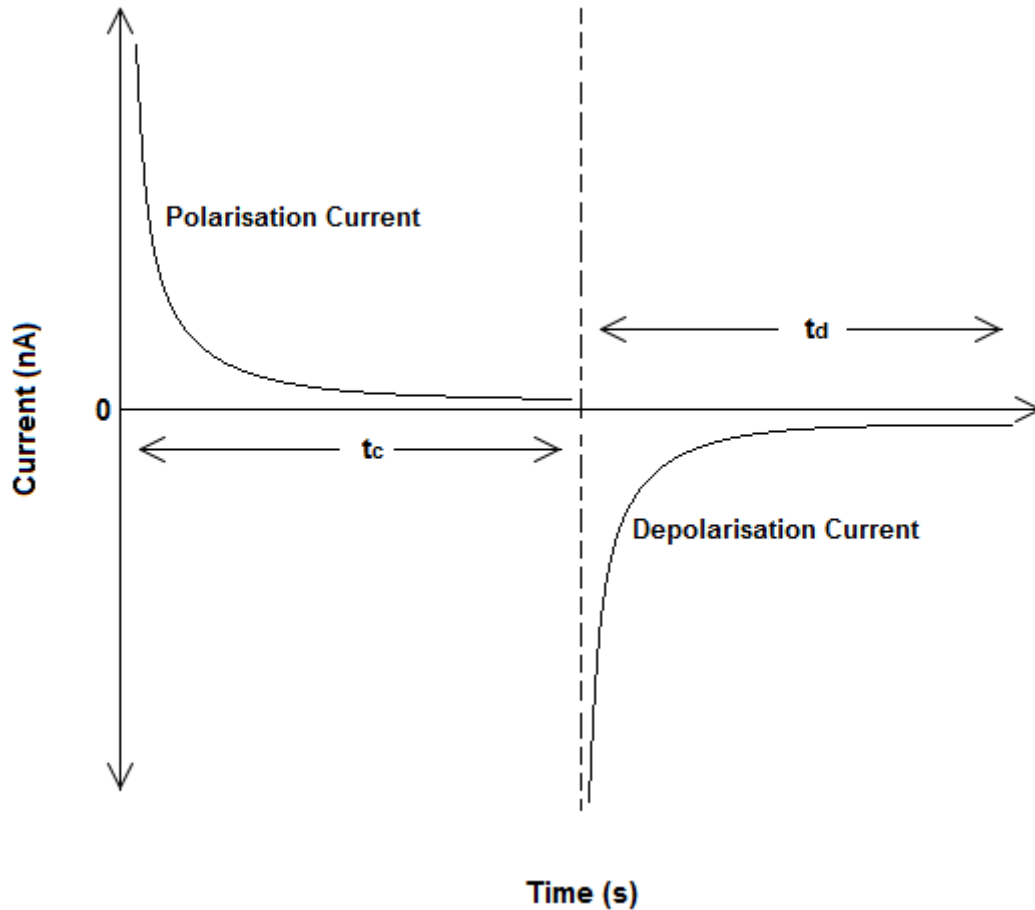 Polarisation Current
Current (nA)
td
0
tc
Depolarisation Current
Time (s)